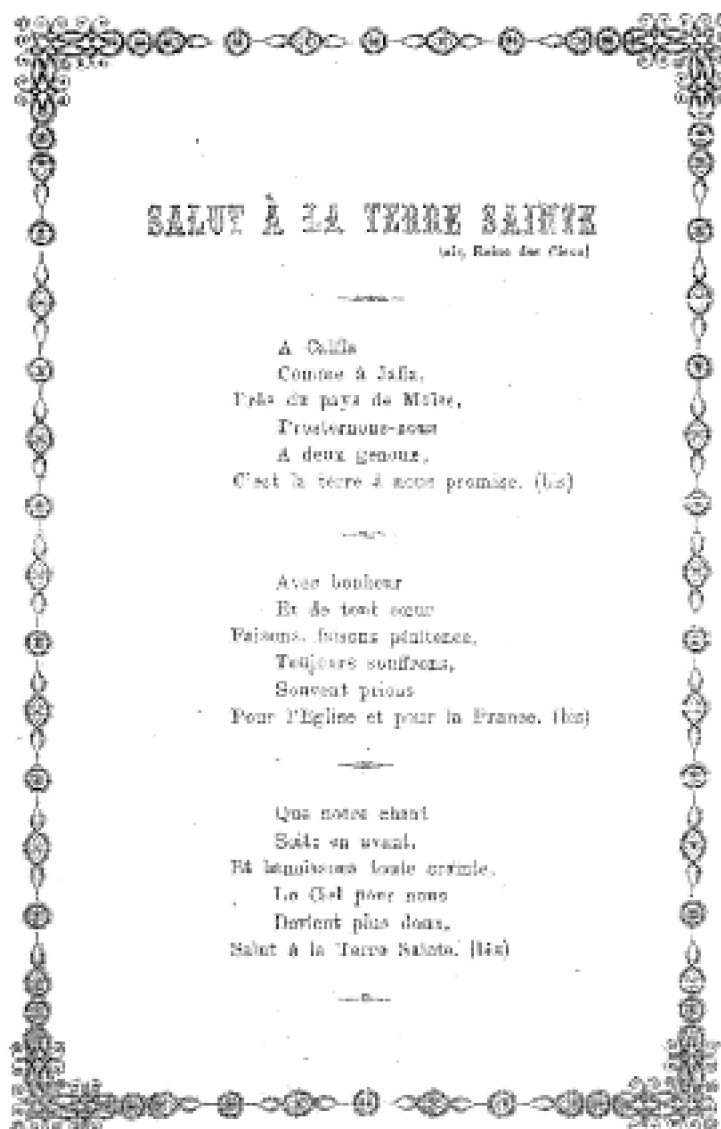 SALUT À LA TERRE SAINTE
(air, Reine des Cieux)
A Caïfa
Comme à Jaffa,
Près du pays de Moïse,
Prosternons-nous
A deux genoux,
C'est la terre à nous promise. (bis)
Avec bonheur
Et de tout cœur
Faisons, faisons pénitence,
Toujours souffrons,
Souvent prions
Pour l'Eglise et pour la France. (bis)
Que notre chant
Soit: en avant,
Et bannissons toute crainte,
Le Ciel pour nous
Devient plus doux,
Salut à la Terre Sainte. (bis)